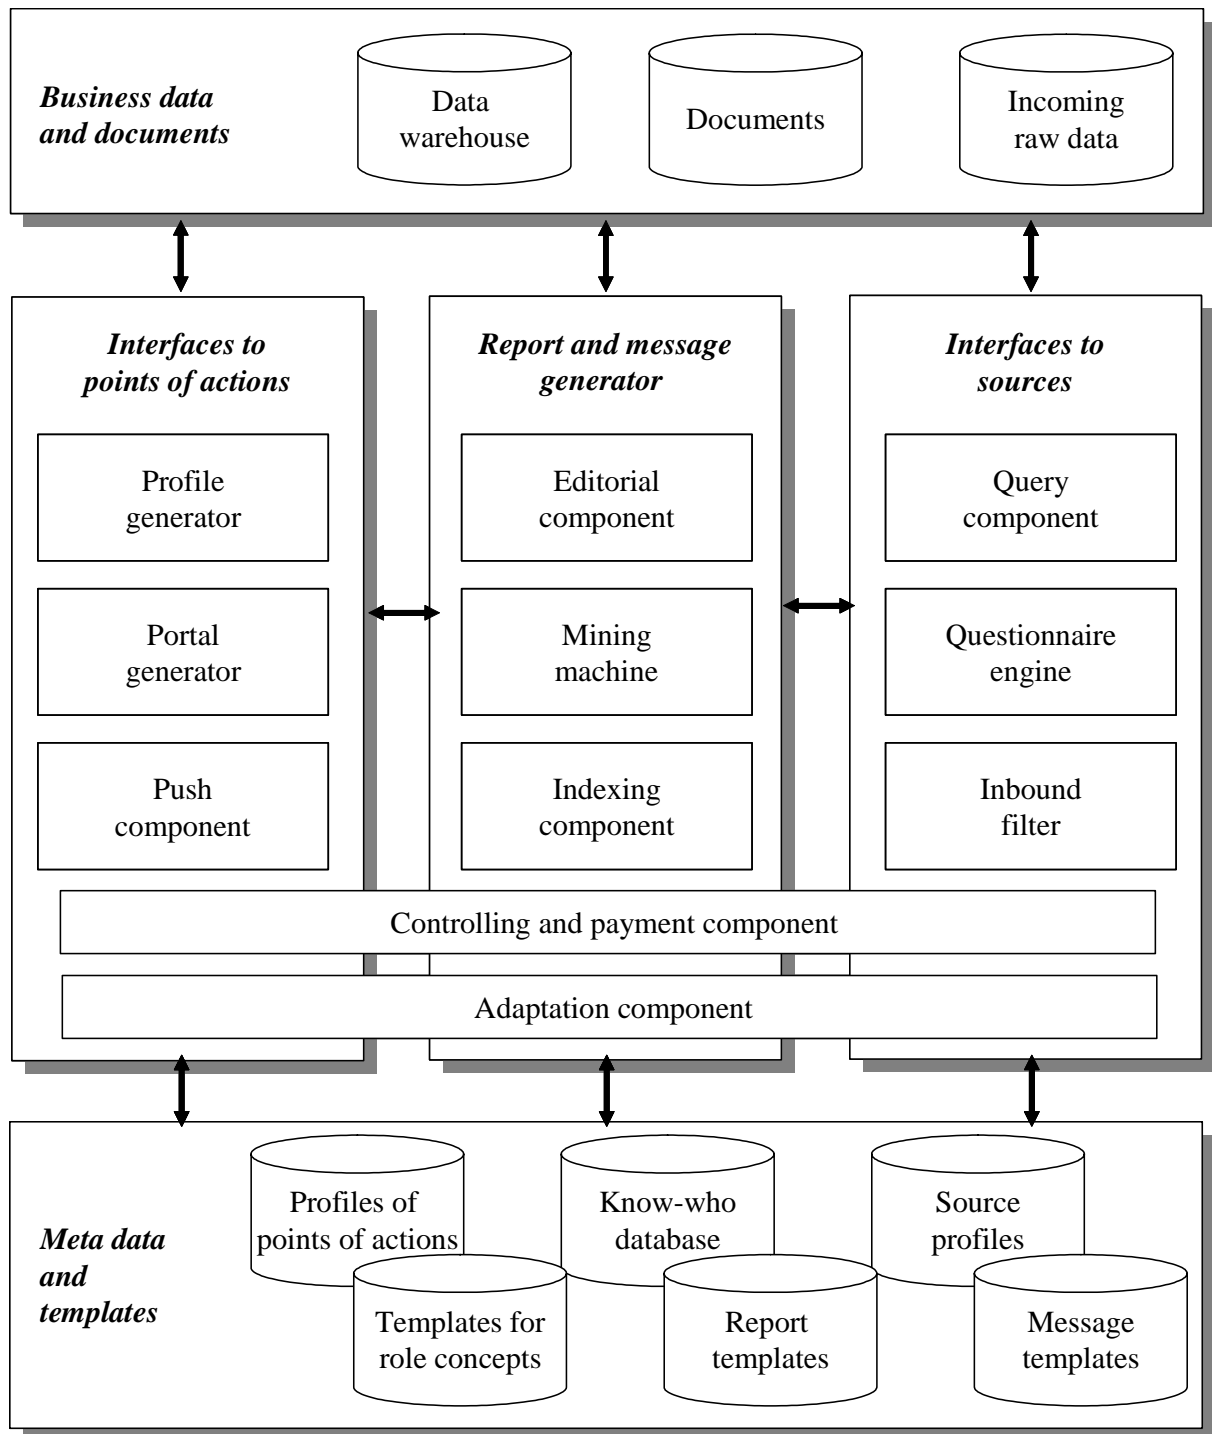 Business data
and documents
Data
warehouse
Documents
Incoming
raw data
Interfaces to
points of actions
Report and message
generator
Interfaces to
sources
Profile
generator
Editorial
component
Query
component
Portal
generator
Mining
machine
Questionnaire
engine
Push
component
Indexing
component
Inbound
filter
Controlling and payment component
Adaptation component
Meta data
and
templates
Profiles of
points of actions
Know-who
database
Source
profiles
Templates for
role concepts
Report
templates
Message
templates